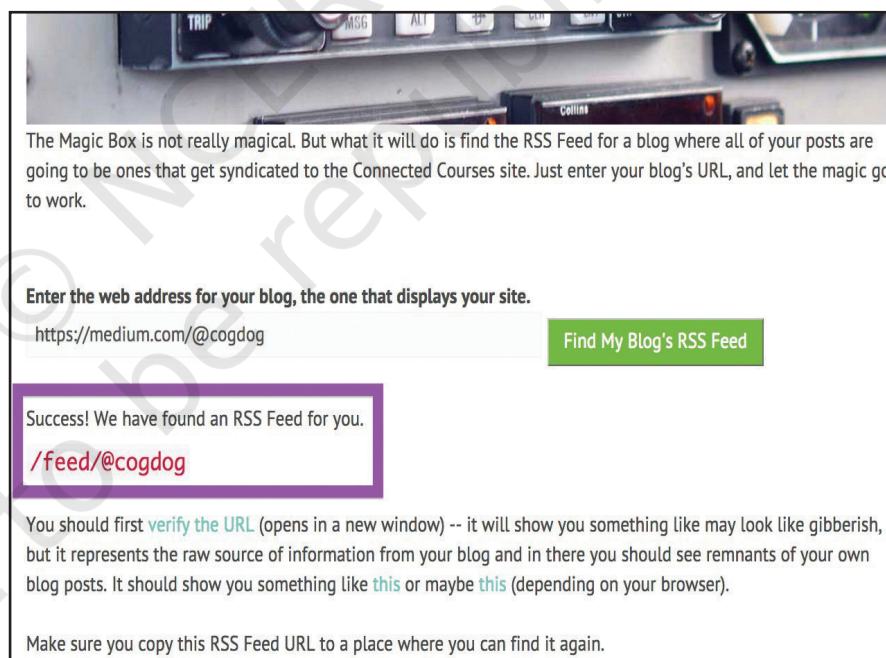 TRIP
MSG
ALT
CLR
Collins
The Magic Box is not really magical. But what it will do is find the RSS Feed for a blog where all of your posts are
going to be ones that get syndicated to the Connected Courses site. Just enter your blog's URL, and let the magic go
to work.
Enter the web address for your blog, the one that displays your site.
https://medium.com/@cogdog
Find My Blog's RSS Feed
Success! We have found an RSS Feed for you.
/feed/@cogdog
You should first verify the URL (opens in a new window) -- it will show you something like may look like gibberish,
but it represents the raw source of information from your blog and in there you should see remnants of your own
blog posts. It should show you something like this or maybe this (depending on your browser).
Make sure you copy this RSS Feed URL to a place where you can find it again.